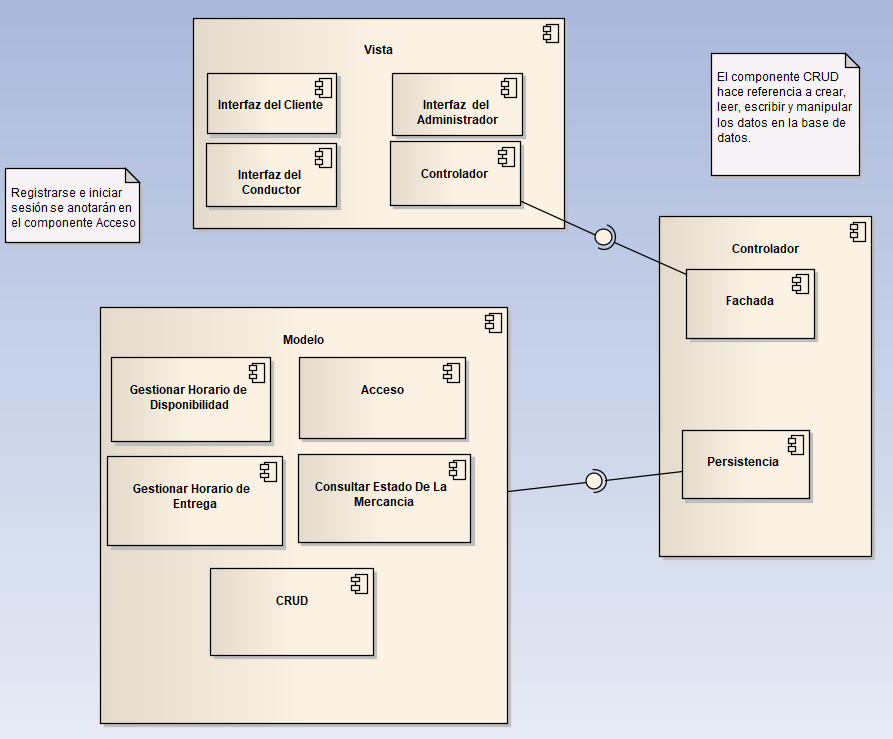 Vista
Interfaz del Cliente
Interfaz del
Administrador
Interfaz del
Conductor
Controlador
El componente CRUD
hace referencia a crear,
leer, escribir y manipular
los datos en la base de
datos.
Registrarse e iniciar
sesión se anotarán en
el componente Acceso
Controlador
Fachada
Persistencia
Modelo
Gestionar Horario de
Disponibilidad
Acceso
Gestionar Horario de
Entrega
Consultar Estado De La
Mercancia
CRUD